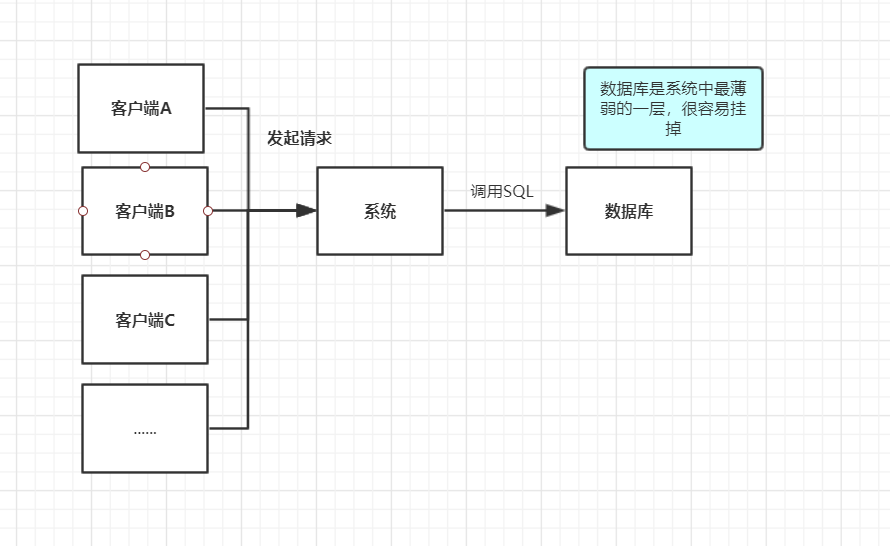 客户端A
发起请求
客户端B
系统
调用SQL
数据库
数据库是系统中最薄
弱的一层，很容易挂
掉
客户端C
......